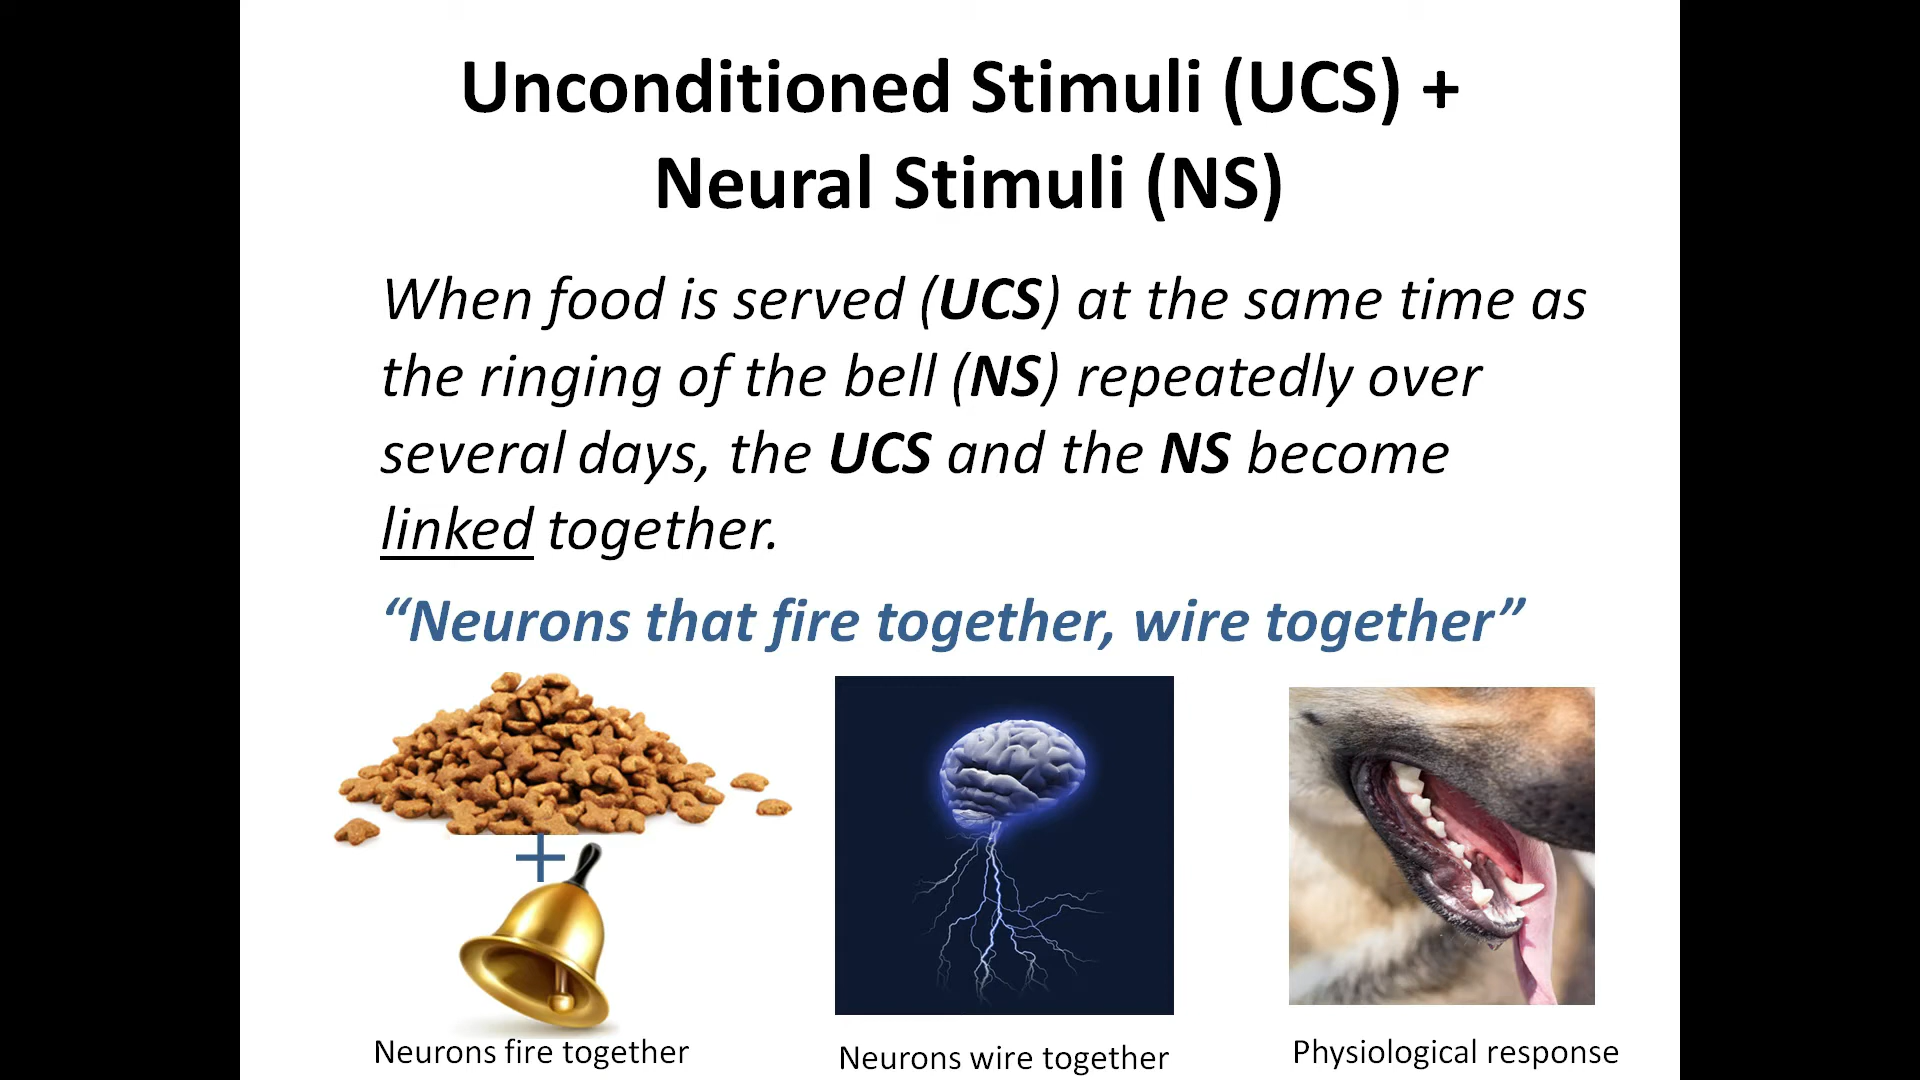 Unconditioned Stimuli (UCS) +
Neural Stimuli (NS)
When food is served (UCS) at the same time as
the ringing of the bell (NS) repeatedly over
several days, the UCS and the NS become
linked together.
“Neurons that fire together, wire together”
+
Neurons fire together
Neurons wire together
Physiological response